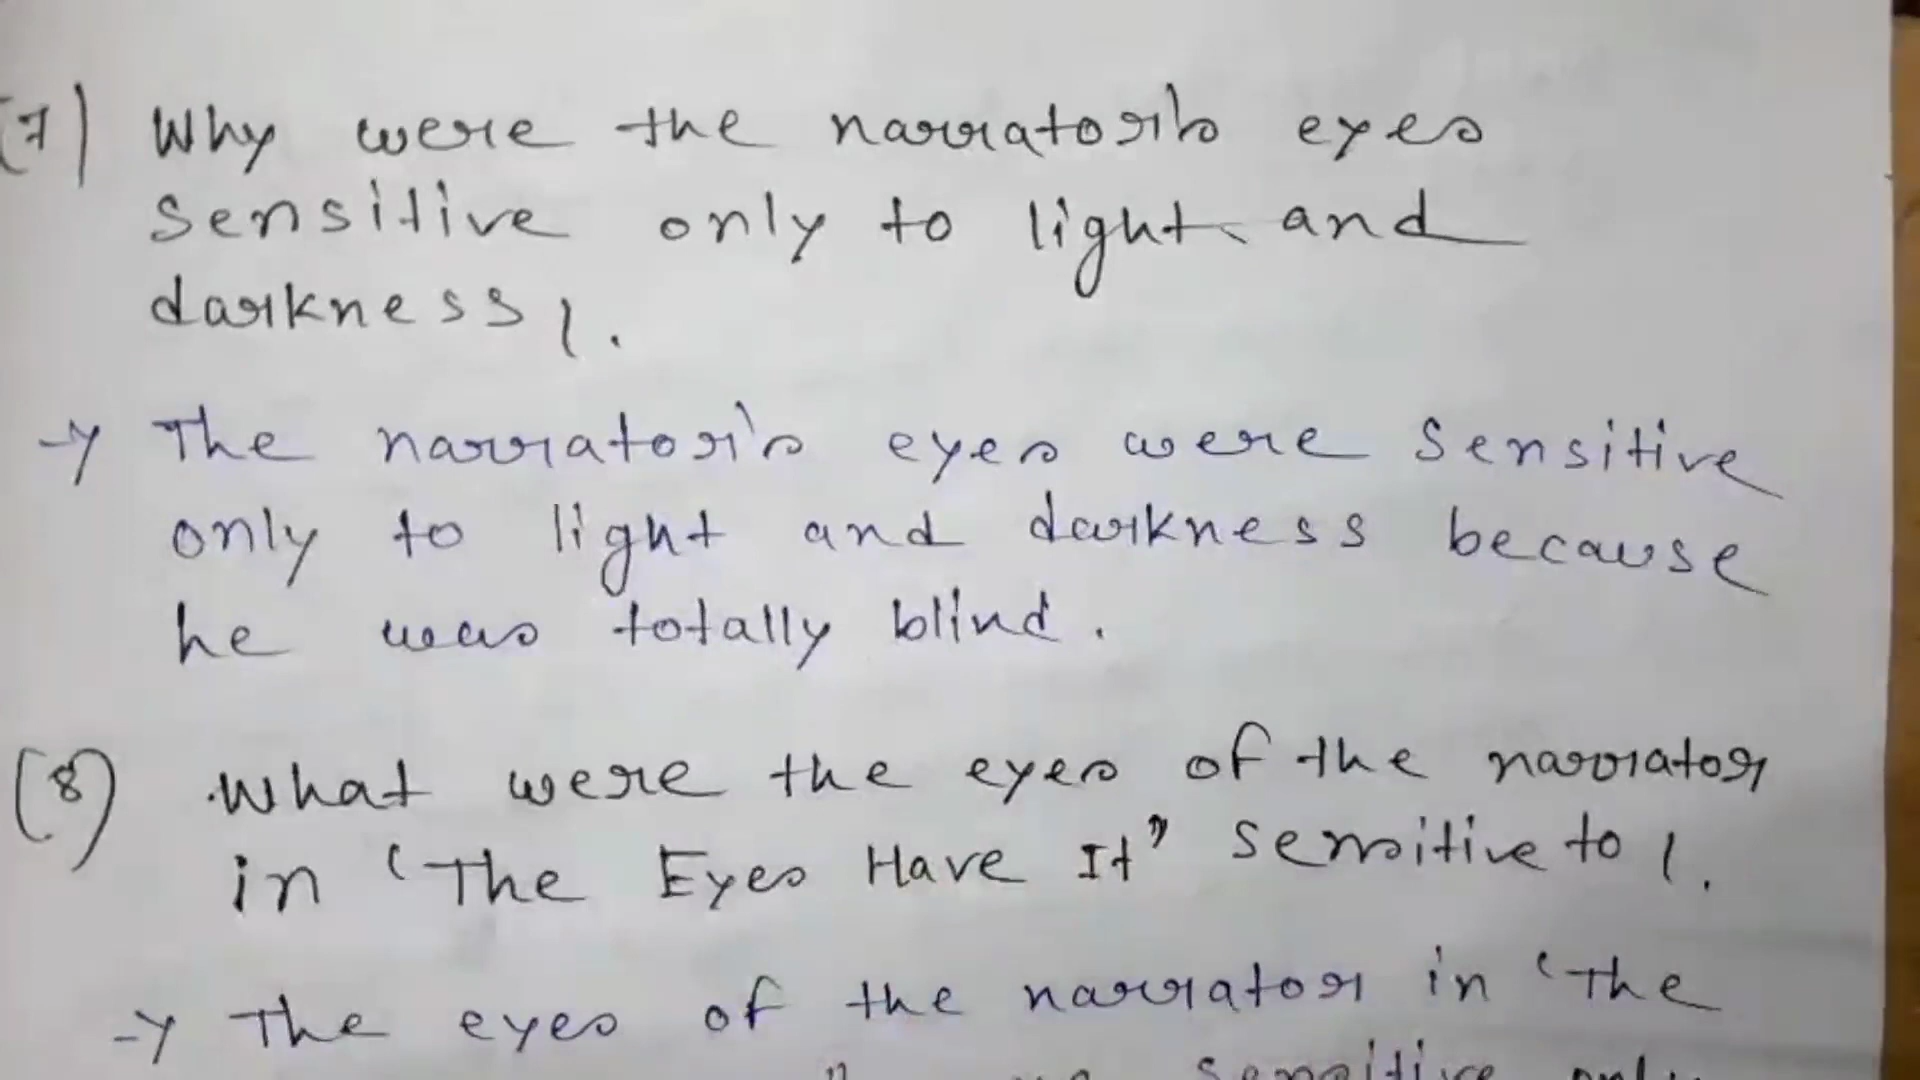 (7) Why were the narrator's eyes
sensitive only to light and
darkness?
→ The narrator's eyes were sensitive
only to light and darkness because
he was totally blind.
(8) What were the eyes of the narrator
in 'The Eyes Have It" sensitive to?
→ The eyes of the narrator in 'The
sensitive only